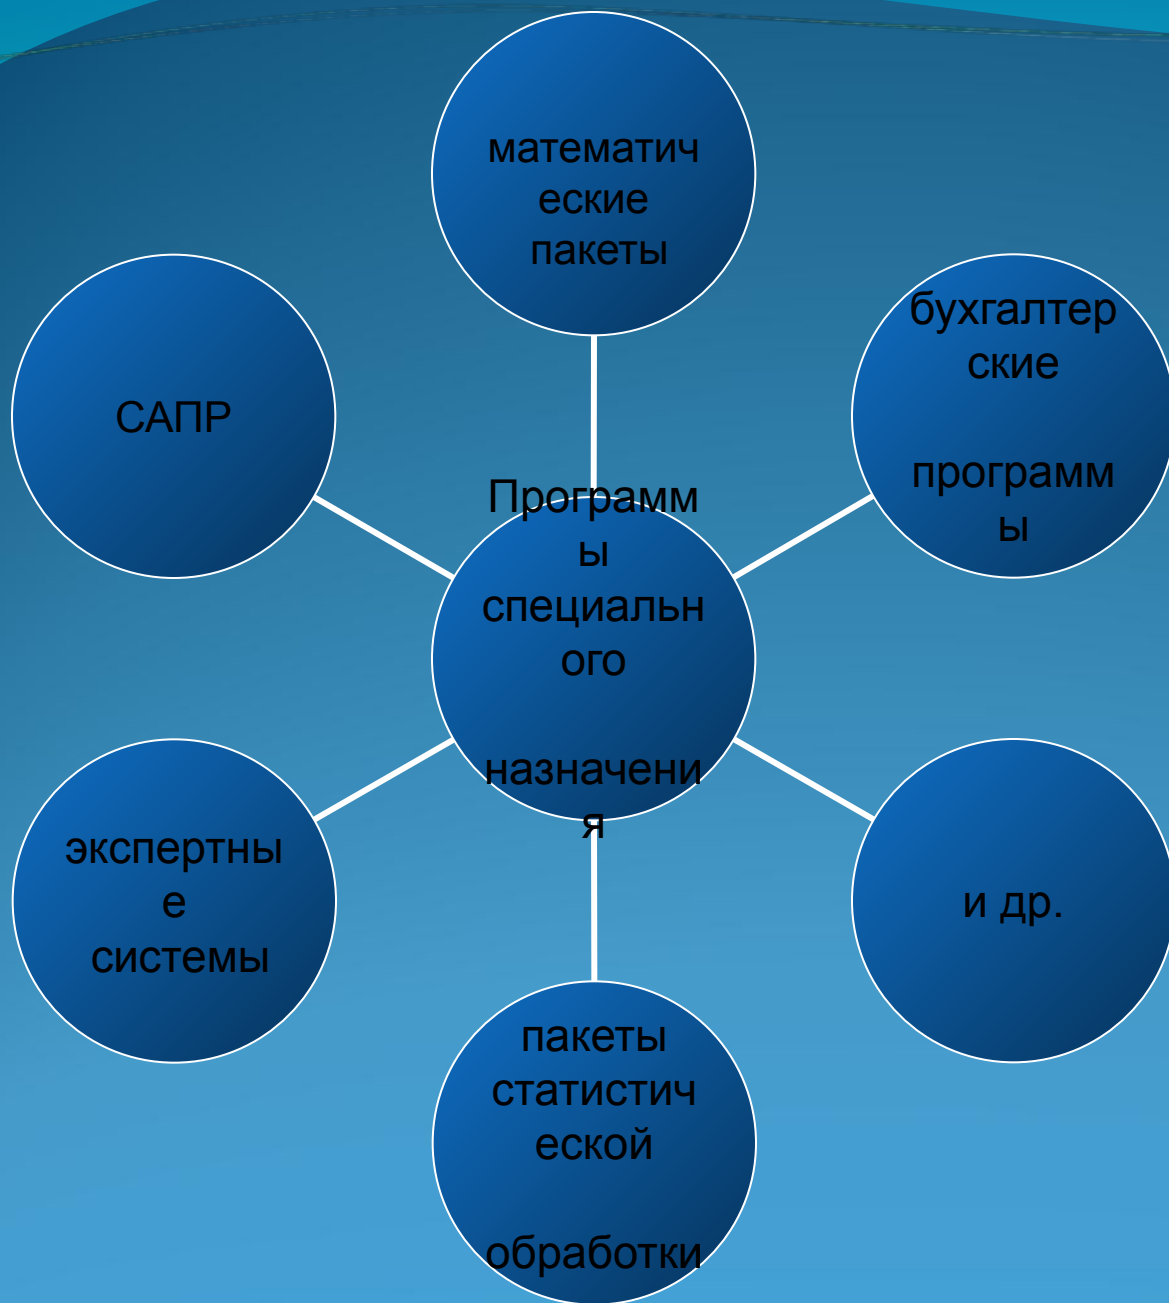 математич
еские
пакеты
бухгалтер
ские
программ
ы
САПР
Программ
ы
специальн
ого
назначени
я
экспертны
е
системы
и др.
пакеты
статистич
еской
обработки